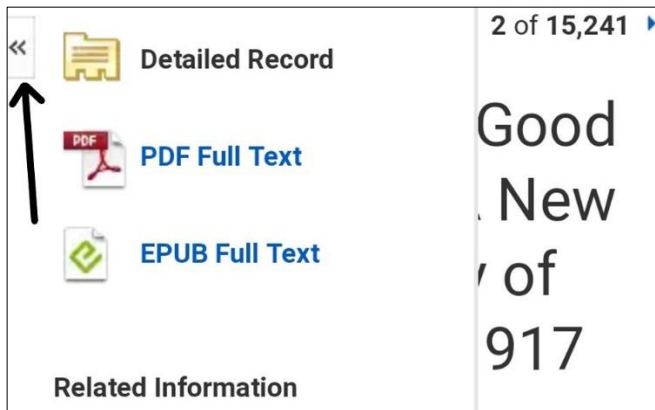 «
Detailed Record
PDF
PDF Full Text
EPUB Full Text
Related Information
2 of 15,241
Good
New
of
917